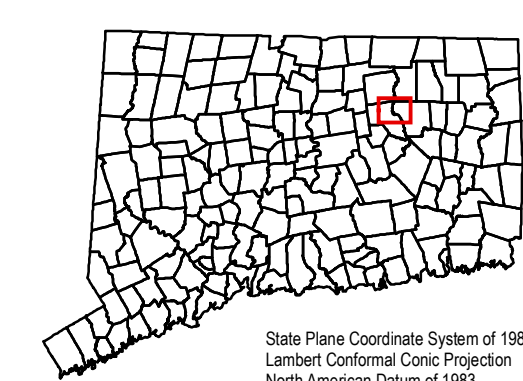 State Plane Coordinate System of 198
Lambert Conformal Conic Projection
North American Datum of 1983